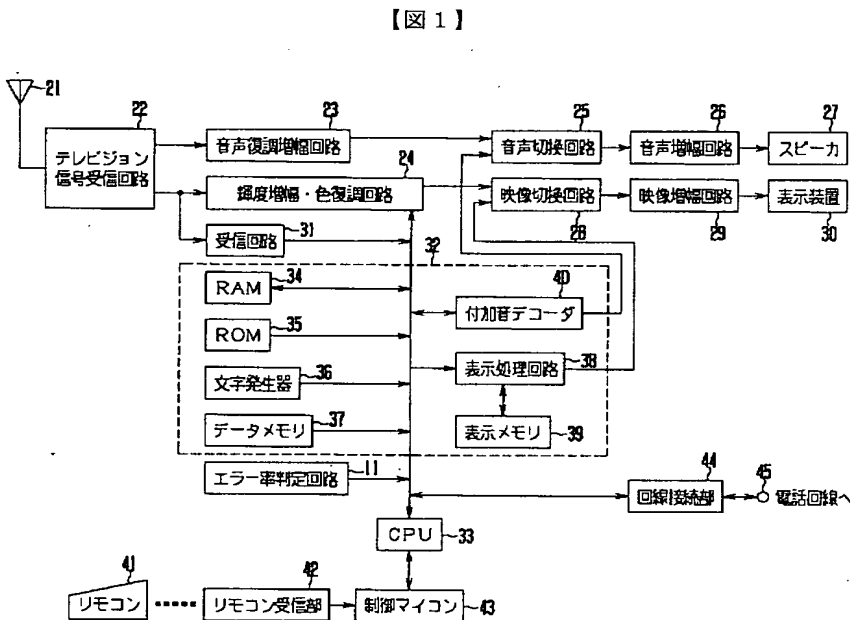 【図1】
21
22
テレビジョン
信号受信回路
23
音声復調増幅回路
24
輝度増幅・色復調回路
25
音声切換回路
26
音声増幅回路
27
スピーカ
映像切換回路
28
映像増幅回路
29
表示装置
30
受信回路
31
32
RAM
34
ROM
35
文字発生器
36
データメモリ
37
40
付加音デコーダ
表示処理回路
38
表示メモリ
39
エラー率判定回路
11
44
回線接続部
45
電話回線へ
CPU
33
41
リモコン
42
リモコン受信部
制御マイコン
43